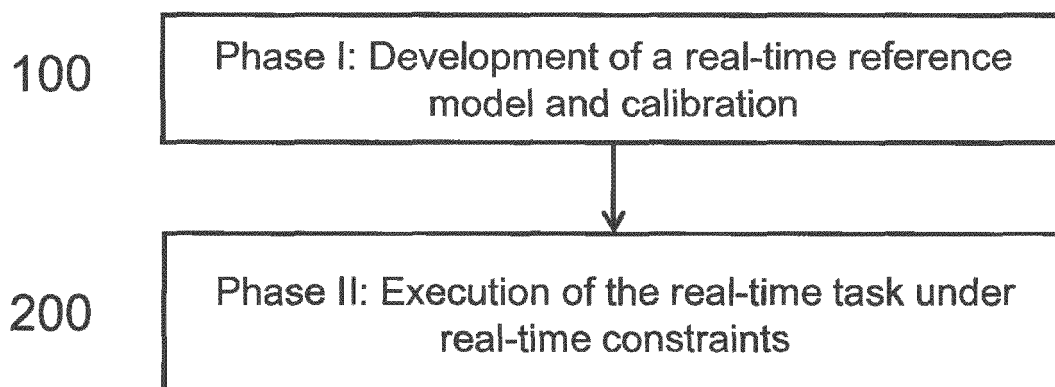 100
Phase I: Development of a real-time reference
model and calibration
200
Phase II: Execution of the real-time task under
real-time constraints